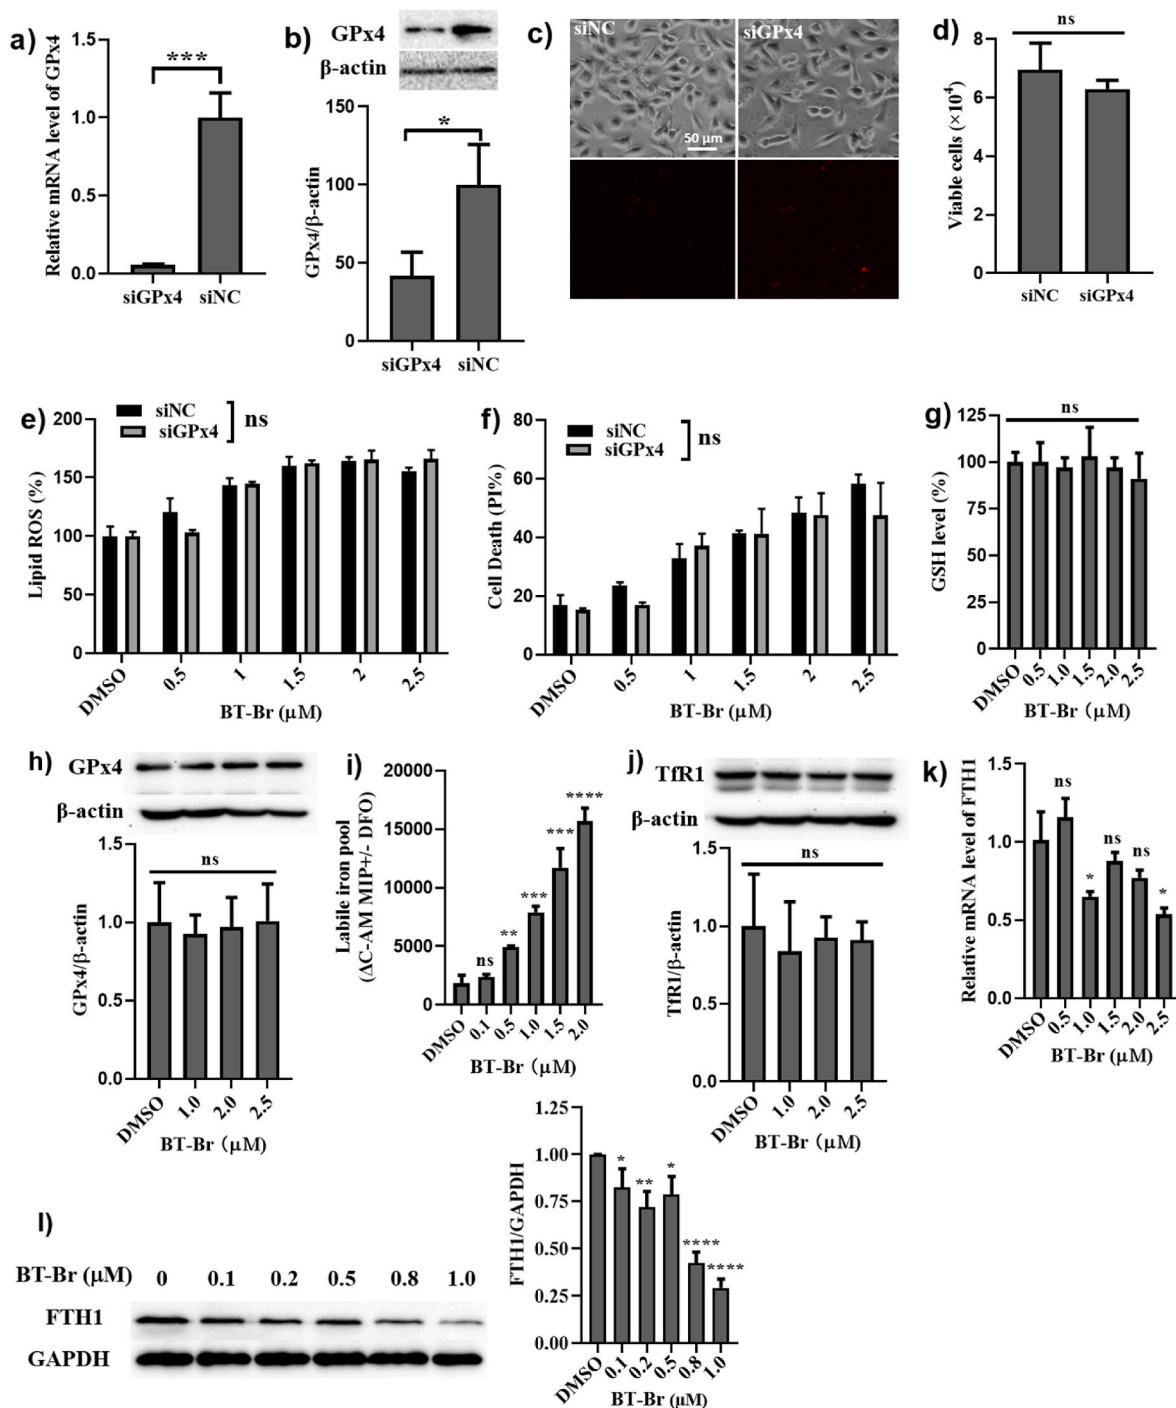 a)
1.5
1.0
0.5
0.0
Relative mRNA level of GPx4
***
siGPx4
siNC
b)
GPx4
β-actin
150
100
50
0
GPx4/β-actin
*
siGPx4
siNC
c)
siNC
siGPx4
50 μm
d)
ns
8
6
4
2
0
Viable cells (×10⁴)
siNC
siGPx4
e)
siNC
siGPx4
ns
200
150
100
50
0
Lipid ROS (%)
DMSO
0.5
1
1.5
2
2.5
BT-Br (μM)
f)
siNC
siGPx4
ns
80
60
40
20
0
Cell Death (PI%)
DMSO
0.5
1
1.5
2
2.5
BT-Br (μM)
g)
ns
125
100
75
50
25
0
GSH level (%)
DMSO
0.5
1.0
1.5
2.0
2.5
BT-Br (μM)
h)
GPx4
β-actin
ns
1.5
1.0
0.5
0.0
GPx4/β-actin
DMSO
1.0
2.0
2.5
BT-Br (μM)
i)
20000
15000
10000
5000
0
Labile iron pool
(ΔC-AM MIP+/- DFO)
ns
**
***
***
****
DMSO
0.1
0.5
1.0
1.5
2.0
BT-Br (μM)
j)
TfR1
β-actin
ns
1.5
1.0
0.5
0.0
TfR1/β-actin
DMSO
1.0
2.0
2.5
BT-Br (μM)
k)
1.5
1.0
0.5
0.0
Relative mRNA level of FTH1
ns
*
ns
ns
*
DMSO
0.5
1.0
1.5
2.0
2.5
BT-Br (μM)
l)
BT-Br (μM) 0 0.1 0.2 0.5 0.8 1.0
FTH1
GAPDH
1.25
1.00
0.75
0.50
0.25
0.00
FTH1/GAPDH
*
**
*
****
****
DMSO
0.1
0.2
0.5
0.8
1.0
BT-Br (μM)